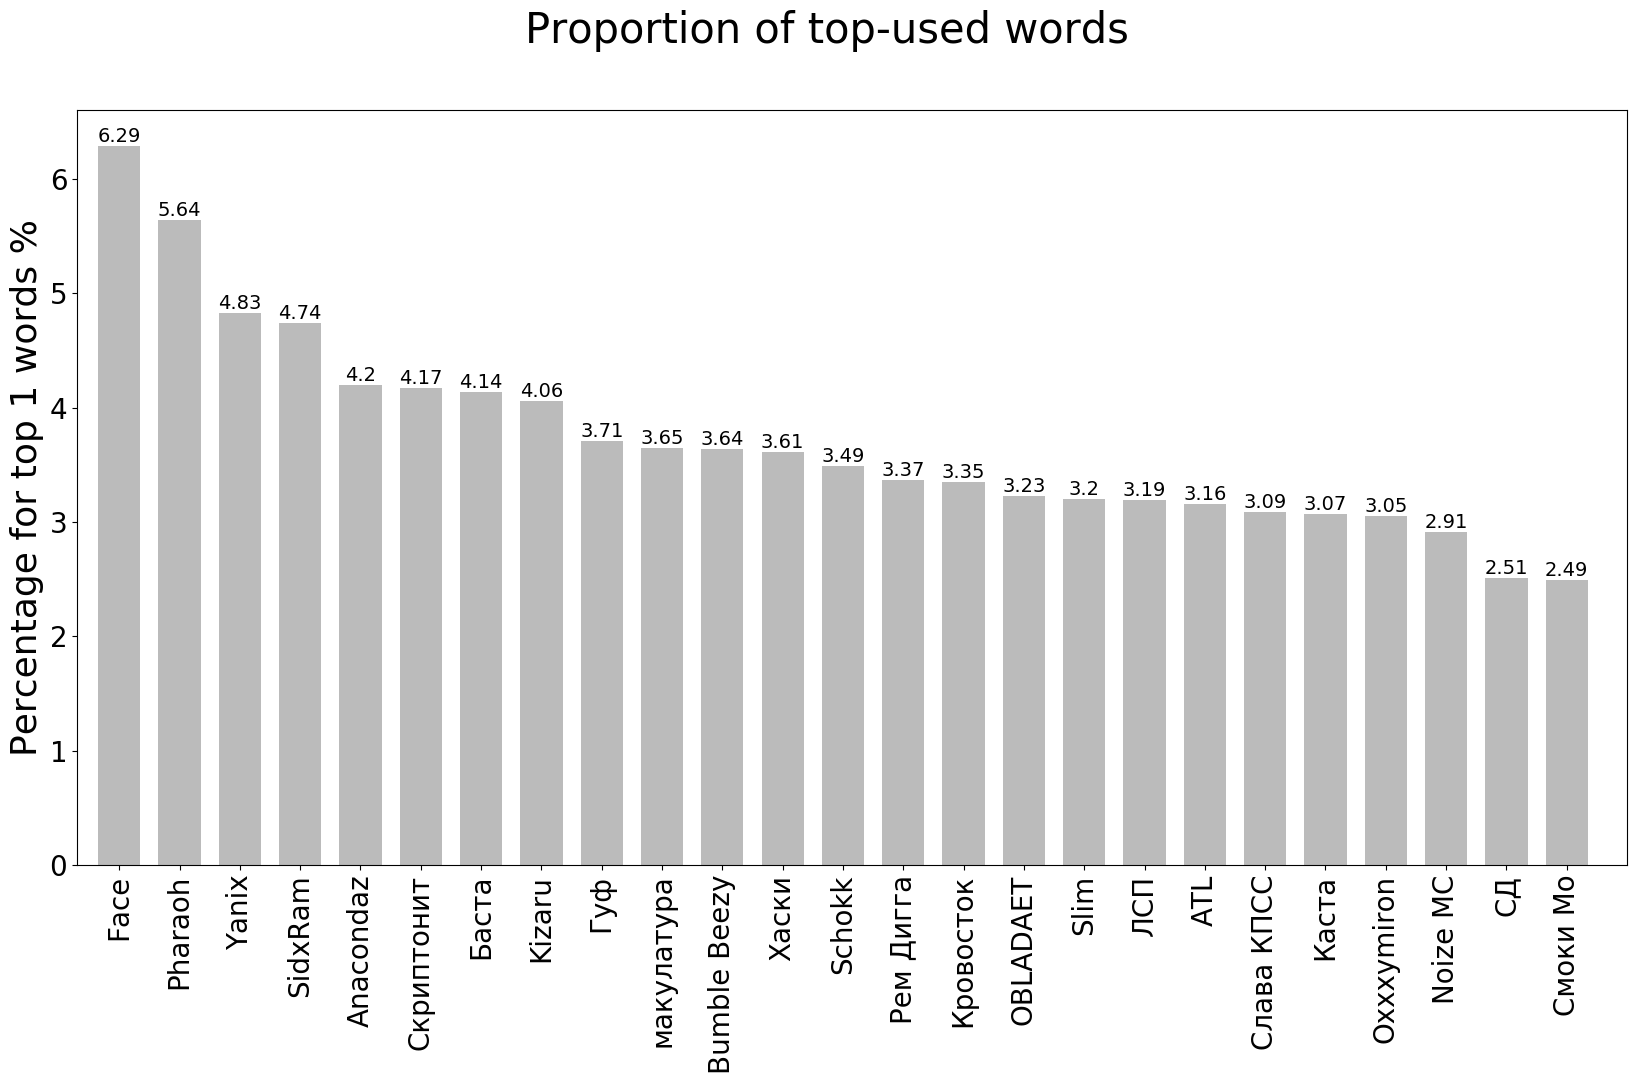 Proportion of top-used words
Percentage for top 1 words %
6
5
4
3
2
1
0
6.29
5.64
4.83
4.74
4.2
4.17
4.14
4.06
3.71
3.65
3.64
3.61
3.49
3.37
3.35
3.23
3.2
3.19
3.16
3.09
3.07
3.05
2.91
2.51
2.49
Face
Pharaoh
Yanix
SidxRam
Anacondaz
Скриптонит
Баста
Kizaru
Гуф
макулатура
Bumble Beezy
Хаски
Schokk
Рем Дигга
Кровосток
OBLADAET
Slim
ЛСП
ATL
Слава КПСС
Каста
Oxxxymiron
Noize MC
СД
Смоки Мо